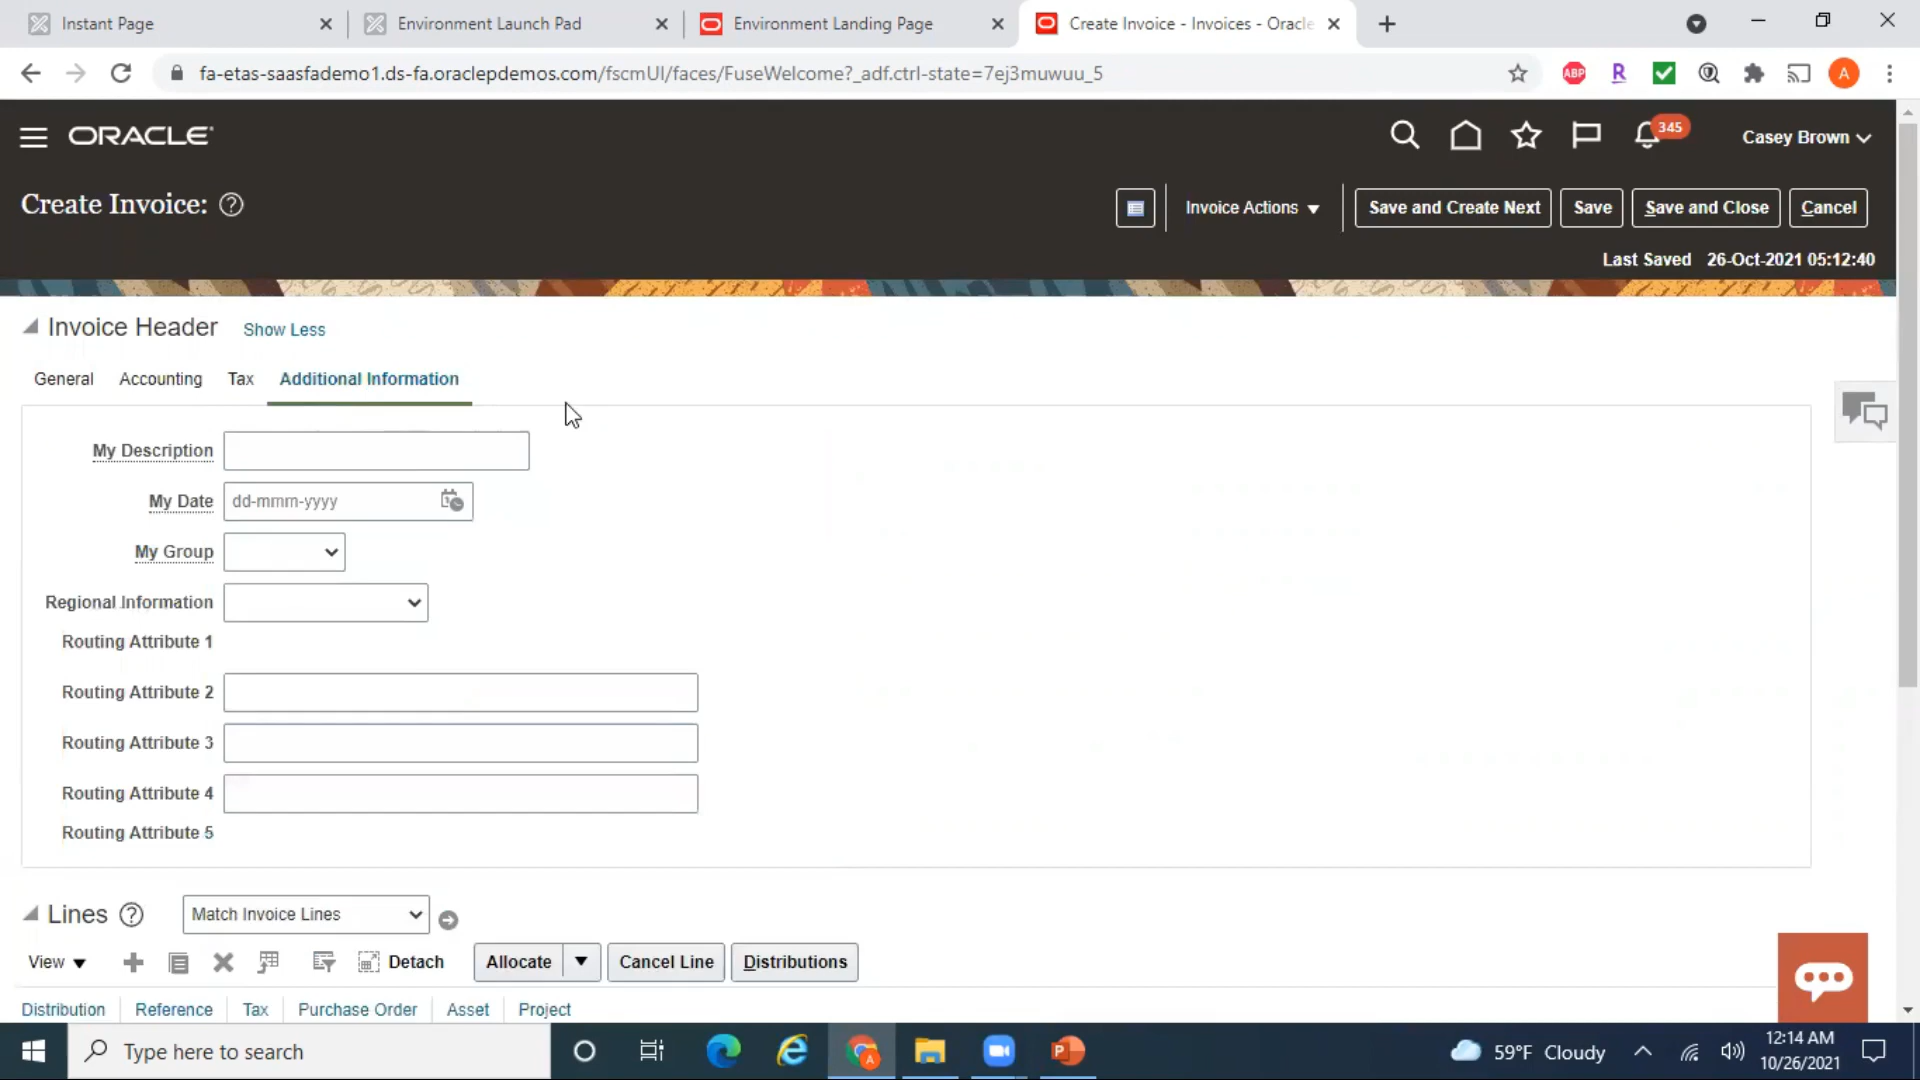 Instant Page
Environment Launch Pad
Environment Landing Page
Create Invoice - Invoices - Oracle
fa-etas-saasfademo1.ds-fa.oraclepdemos.com/fscmUI/faces/FuseWelcome?_adf.ctrl-state=7ej3muwuu_5
ABP
R
A
ORACLE
345
Casey Brown
Create Invoice:
Invoice Actions
Save and Create Next
Save
Save and Close
Cancel
Last Saved 26-Oct-2021 05:12:40
Invoice Header Show Less
General Accounting Tax Additional Information
My Description
My Date dd-mmm-yyyy
My Group
Regional Information
Routing Attribute 1
Routing Attribute 2
Routing Attribute 3
Routing Attribute 4
Routing Attribute 5
Lines Match Invoice Lines
View Detach Allocate Cancel Line Distributions
Distribution Reference Tax Purchase Order Asset Project
Type here to search
59°F Cloudy
12:14 AM
10/26/2021